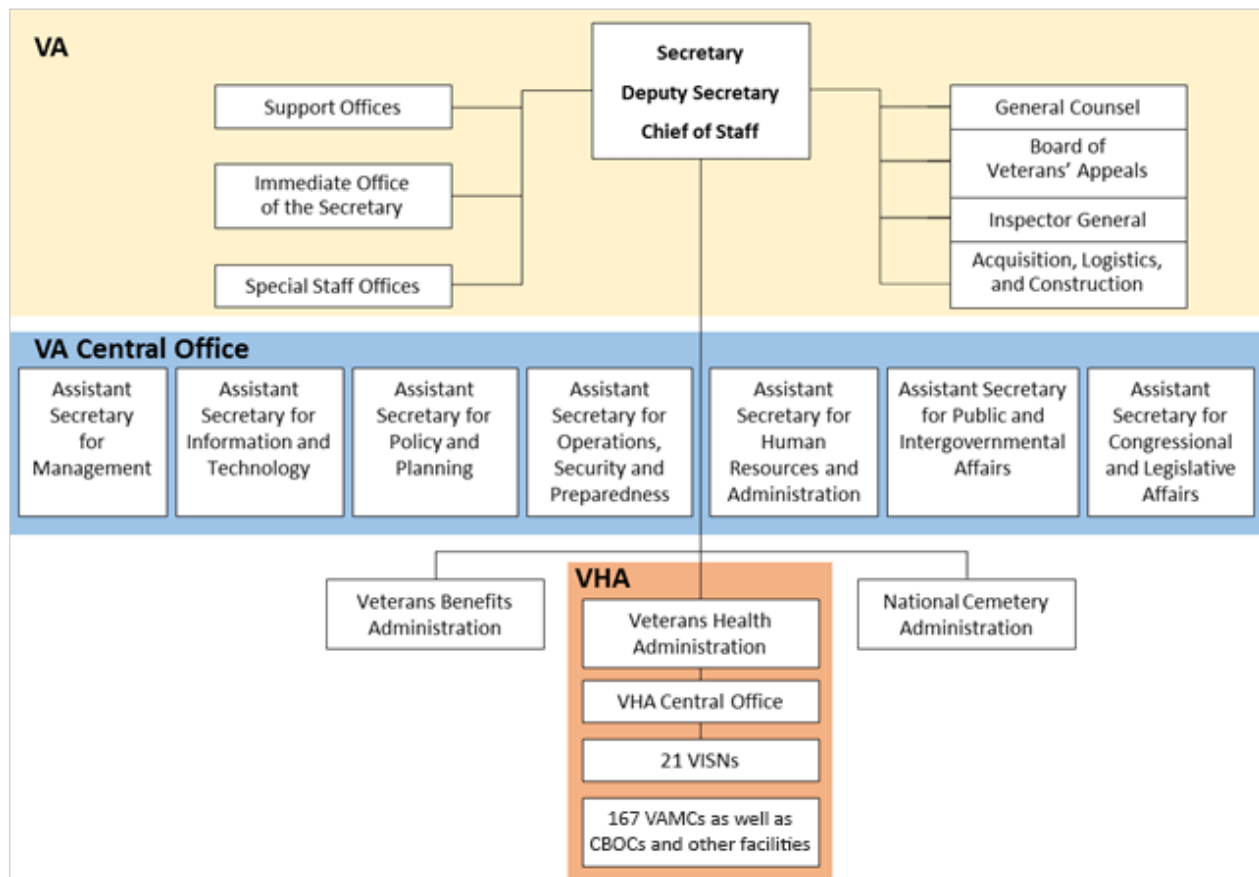 VA
Secretary
Deputy Secretary
Chief of Staff
Support Offices
Immediate Office
of the Secretary
Special Staff Offices
General Counsel
Board of
Veterans’ Appeals
Inspector General
Acquisition, Logistics,
and Construction
VA Central Office
Assistant
Secretary
for
Management
Assistant
Secretary for
Information and
Technology
Assistant
Secretary for
Policy and
Planning
Assistant
Secretary for
Operations,
Security and
Preparedness
Assistant
Secretary for
Human
Resources and
Administration
Assistant Secretary
for Public and
Intergovernmental
Affairs
Assistant
Secretary for
Congressional
and Legislative
Affairs
Veterans Benefits
Administration
VHA
Veterans Health
Administration
VHA Central Office
21 VISNs
167 VAMCs as well as
CBOCs and other facilities
National Cemetery
Administration